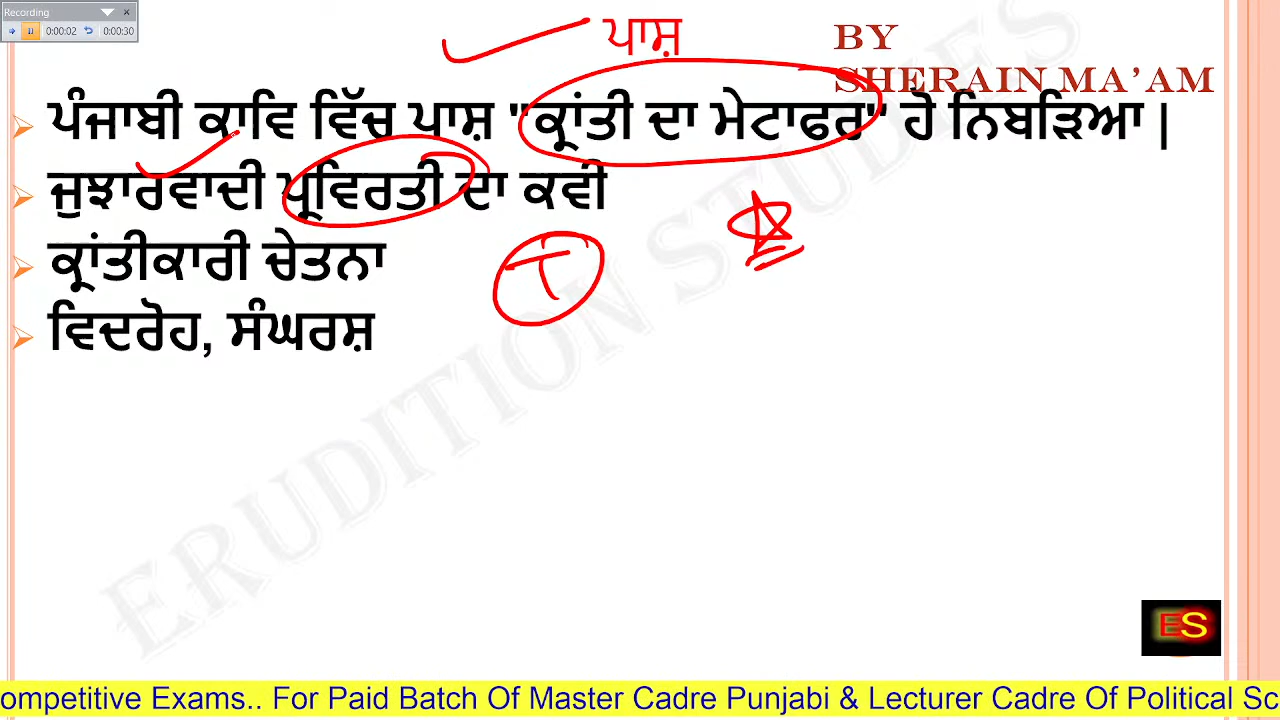 Recording
0:00:02
0:00:30
ਪਾਸ਼
BY
SHERAIN MA'AM
ਪੰਜਾਬੀ ਕਾਵਿ ਵਿੱਚ ਪਾਸ਼ "ਕ੍ਰਾਂਤੀ ਦਾ ਮੇਟਾਫਰ" ਹੋ ਨਿਬੜਿਆ |
ਜੁਝਾਰਵਾਦੀ ਪ੍ਰਵਿਰਤੀ ਦਾ ਕਵੀ
ਕ੍ਰਾਂਤੀਕਾਰੀ ਚੇਤਨਾ
ਵਿਦਰੋਹ, ਸੰਘਰਸ਼
ERUDITION STUDIES
ES
ompetitive Exams.. For Paid Batch Of Master Cadre Punjabi & Lecturer Cadre Of Political Sc